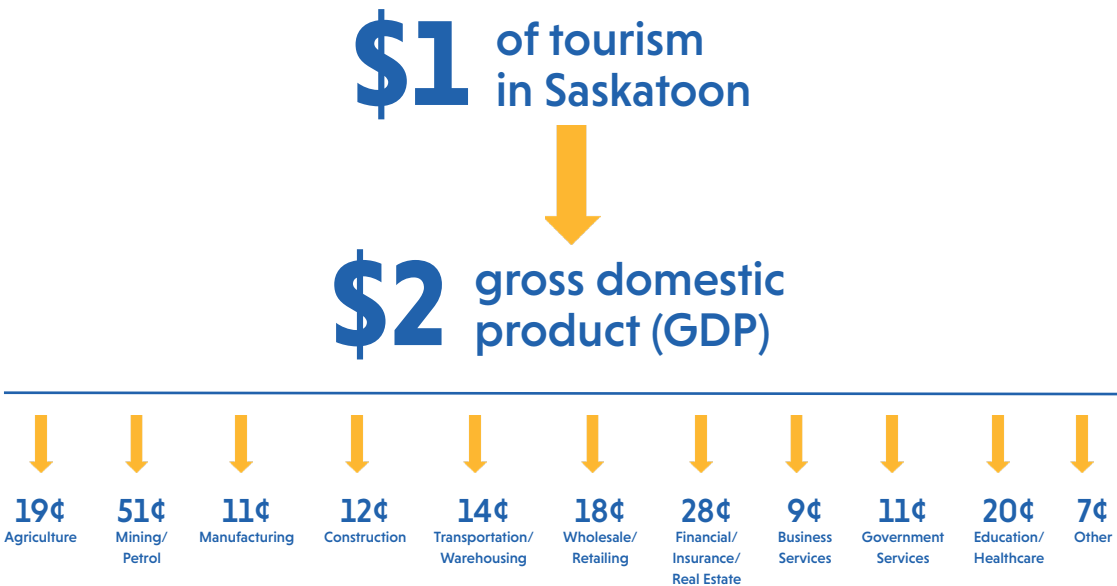 $1 of tourism
in Saskatoon
$2 gross domestic
product (GDP)
19¢
Agriculture
51¢
Mining/
Petrol
11¢
Manufacturing
12¢
Construction
14¢
Transportation/
Warehousing
18¢
Wholesale/
Retailing
28¢
Financial/
Insurance/
Real Estate
9¢
Business
Services
11¢
Government
Services
20¢
Education/
Healthcare
7¢
Other